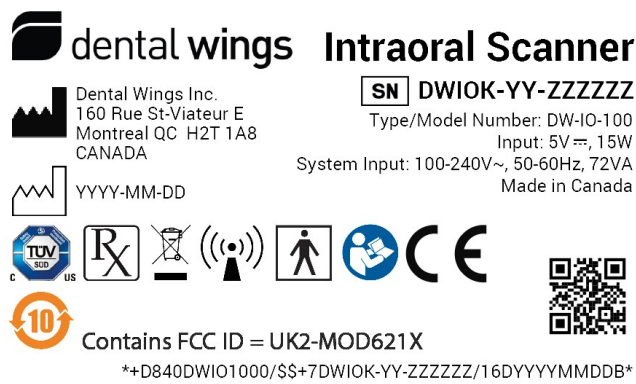 dental wings
Intraoral Scanner
SN DWIOK-YY-ZZZZZZ
Dental Wings Inc.
160 Rue St-Viateur E
Montreal QC H2T 1A8
CANADA
Type/Model Number: DW-IO-100
Input: 5V⎓, 15W
System Input: 100-240V~, 50-60Hz, 72VA
Made in Canada
YYYY-MM-DD
TÜV
SÜD
C US
Rx
CE
10
Contains FCC ID = UK2-MOD621X
*+D840DWIO1000/$$+7DWIOK-YY-ZZZZZZ/16DYYYYMMDDB*